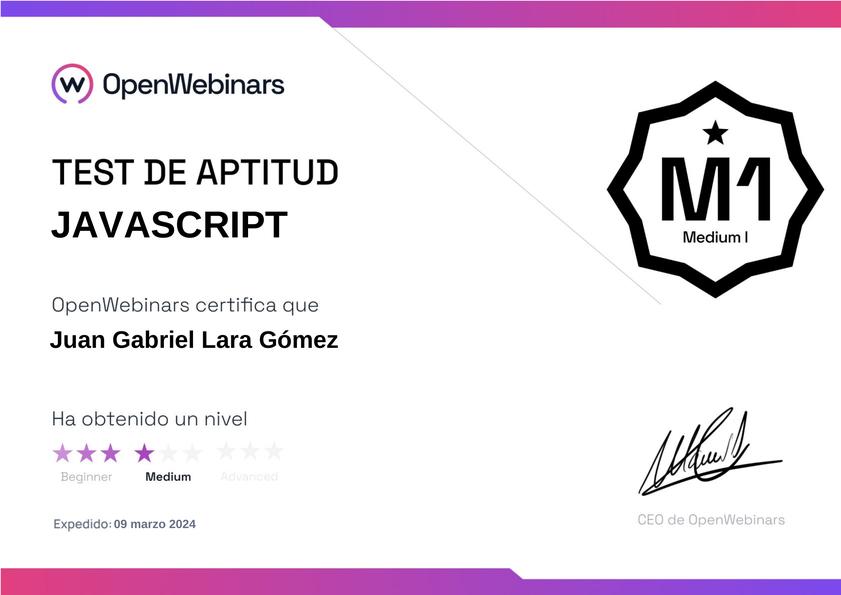 OpenWebinars
TEST DE APTITUD
JAVASCRIPT
M1
Medium I
OpenWebinars certifica que
Juan Gabriel Lara Gómez
Ha obtenido un nivel
Beginner Medium Advanced
Expedido: 09 marzo 2024
CEO de OpenWebinars